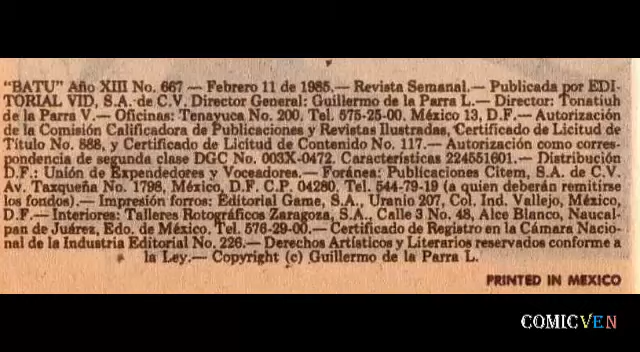 "BATU" Año XIII No. 667 — Febrero 11 de 1985.— Revista Semanal.— Publicada por EDI-
TORIAL VID, S.A. de C.V. Director General: Guillermo de la Parra L.— Director: Tonatiuh
de la Parra V.— Oficinas: Tenayuca No. 200. Tel. 575-25-00. México 13, D.F.— Autorización
de la Comisión Calificadora de Publicaciones y Revistas Ilustradas, Certificado de Licitud de
Título No. 888, y Certificado de Licitud de Contenido No. 117.— Autorización como corres-
pondencia de segunda clase DGC No. 003X-0472. Características 224551601.— Distribución
D.F.: Unión de Expendedores y Voceadores.— Foránea: Publicaciones Citem, S.A. de C.V.
Av. Taxqueña No. 1798, México, D.F. C.P. 04280, Tel. 544-79-19 (a quien deberán remitirse
los fondos).— Impresión forros: Editorial Game, S.A., Uranio 207, Col. Ind. Vallejo, México,
D.F.— Interiores: Talleres Rotográficos Zaragoza, S.A., Calle 3 No. 48, Alce Blanco, Naucal-
pan de Juárez, Edo. de México. Tel. 576-29-00.— Certificado de Registro en la Cámara Nacio-
nal de la Industria Editorial No. 226.— Derechos Artísticos y Literarios reservados conforme a
la Ley.— Copyright (c) Guillermo de la Parra L.
PRINTED IN MEXICO
COMICVEN